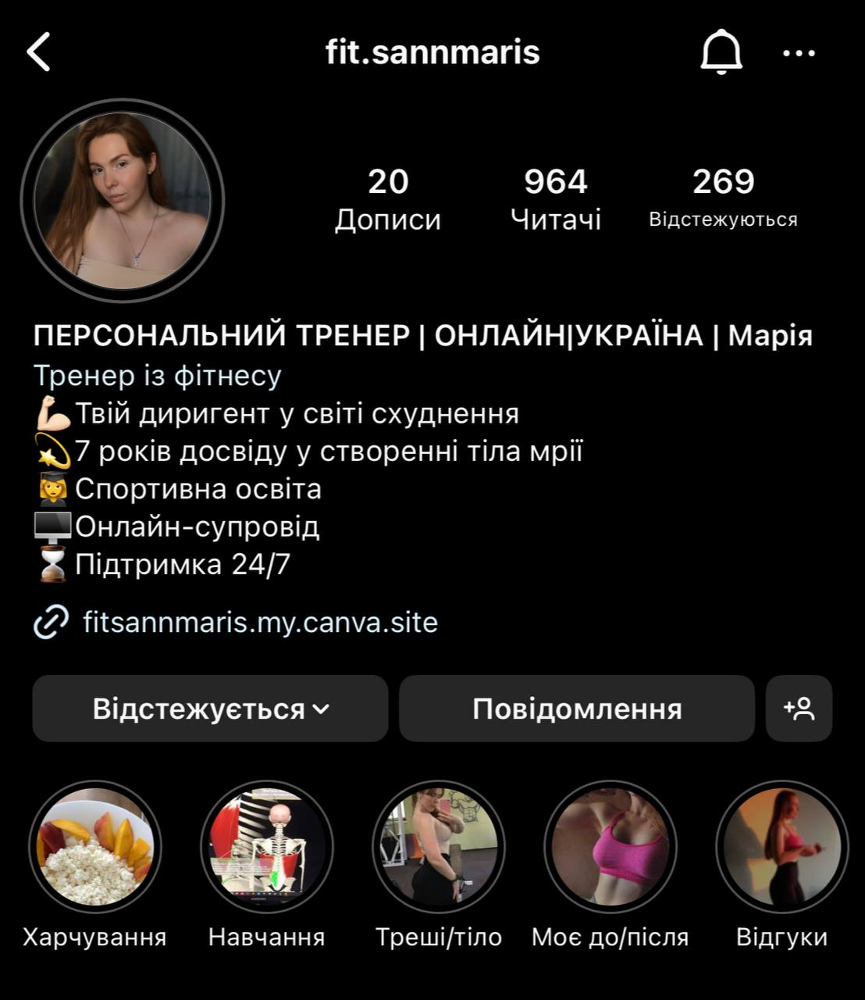 fit.sannmaris
20
964
269
Дописи
Читачі
Відстежуються
ПЕРСОНАЛЬНИЙ ТРЕНЕР | ОНЛАЙН|УКРАЇНА | Марія
Тренер із фітнесу
💪🏻Твій диригент у світі схуднення
💫7 років досвіду у створенні тіла мрії
👩‍🎓Спортивна освіта
🖥️Онлайн-супровід
⏳Підтримка 24/7
fitsannmaris.my.canva.site
Відстежується
Повідомлення
Харчування
Навчання
Треші/тіло
Моє до/після
Відгуки